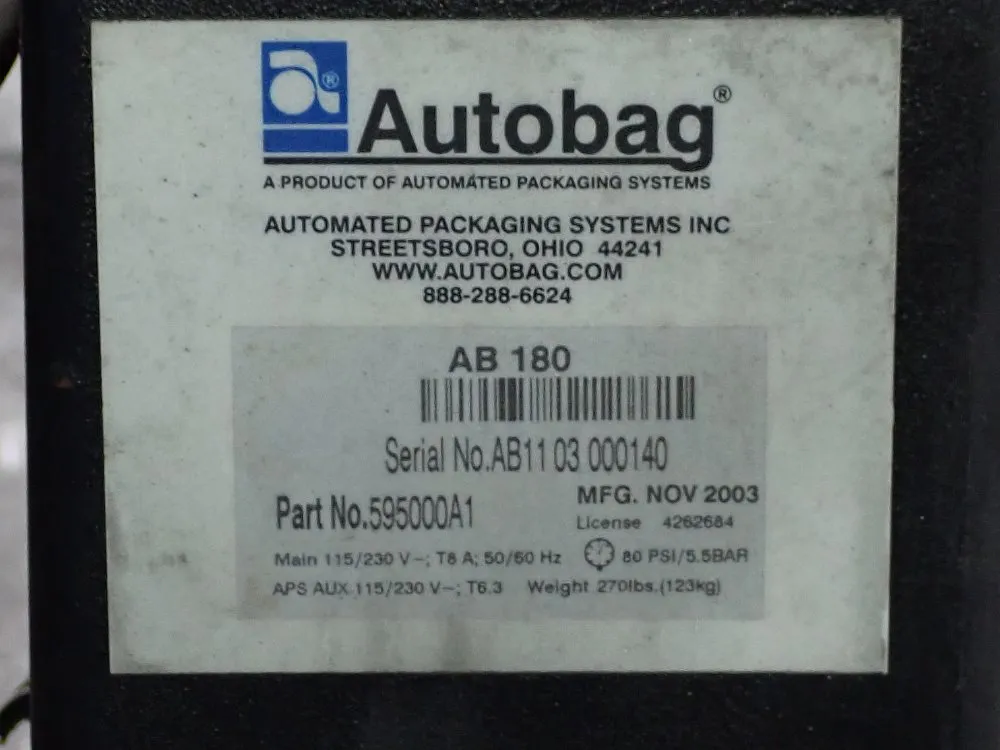 a®
Autobag®
A PRODUCT OF AUTOMATED PACKAGING SYSTEMS
AUTOMATED PACKAGING SYSTEMS INC
STREETSBORO, OHIO 44241
WWW.AUTOBAG.COM
888-288-6624
AB 180
Serial No.AB11 03 000140
MFG. NOV 2003
Part No.595000A1
License 4262684
Main 115/230 V~; T8 A; 50/60 Hz 80 PSI/5.5BAR
APS AUX 115/230 V~; T6.3 Weight 270lbs.(123kg)